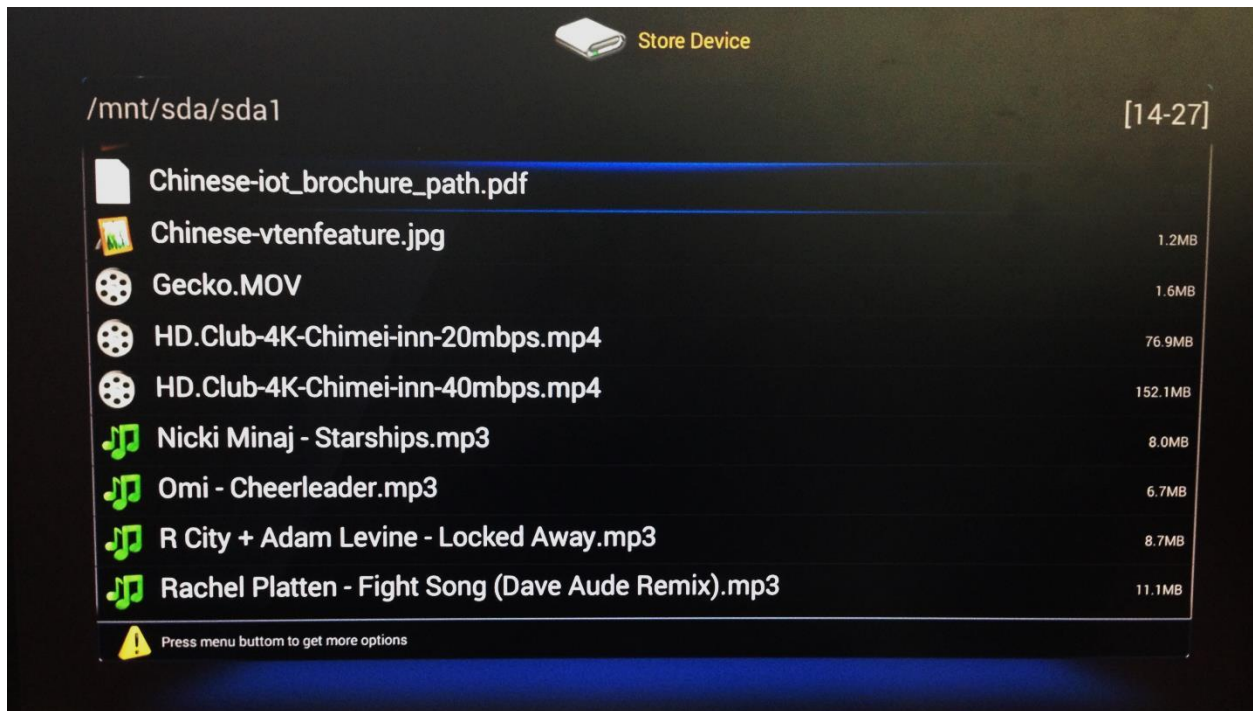 Store Device
/mnt/sda/sda1 [14-27]
Chinese-iot_brochure_path.pdf
Chinese-vtenfeature.jpg 1.2MB
Gecko.MOV 1.6MB
HD.Club-4K-Chimei-inn-20mbps.mp4 76.9MB
HD.Club-4K-Chimei-inn-40mbps.mp4 152.1MB
Nicki Minaj - Starships.mp3 8.0MB
Omi - Cheerleader.mp3 6.7MB
R City + Adam Levine - Locked Away.mp3 8.7MB
Rachel Platten - Fight Song (Dave Aude Remix).mp3 11.1MB
Press menu buttom to get more options